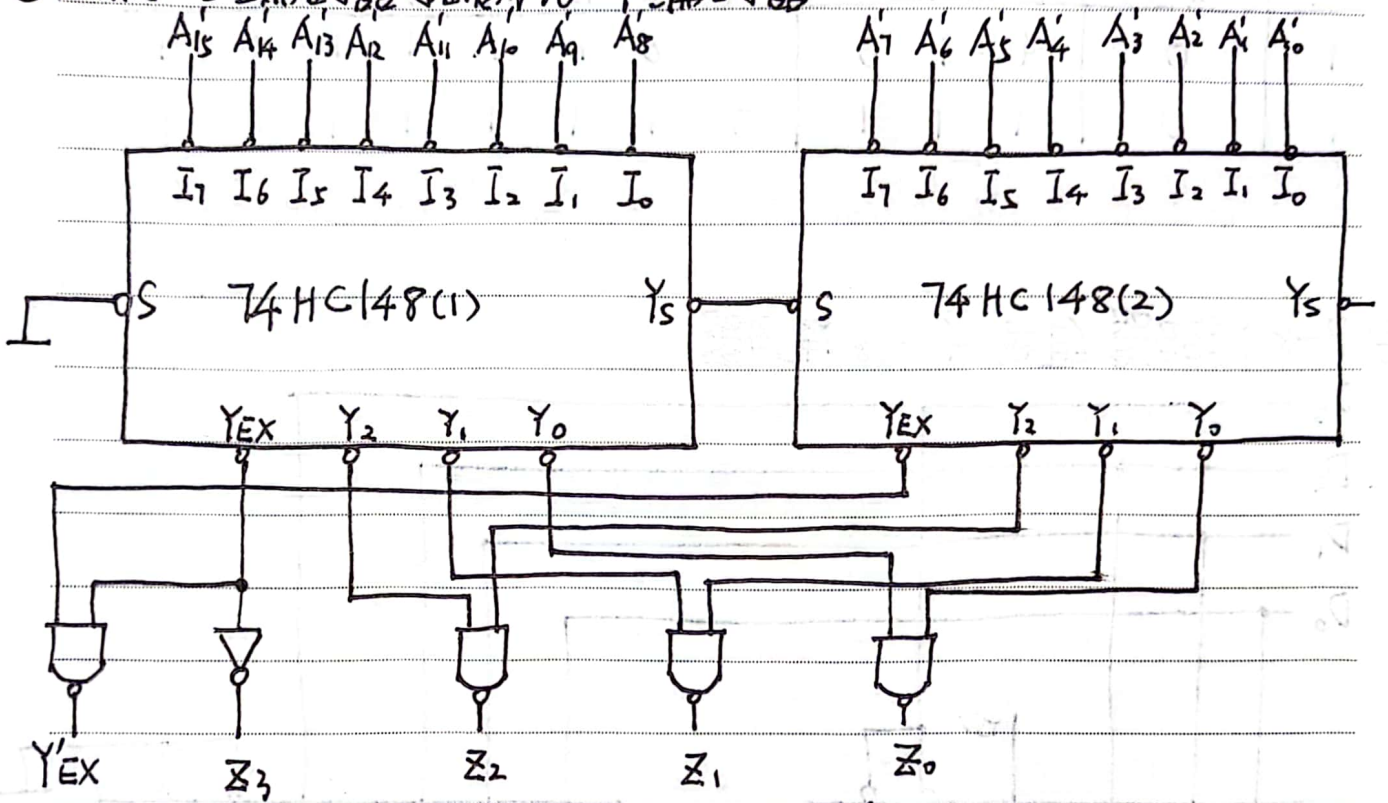 A'15 A'14 A'13 A'12 A'11 A'10 A'9 A'8 A'7 A'6 A'5 A'4 A'3 A'2 A'1 A'0
I7 I6 I5 I4 I3 I2 I1 I0 I7 I6 I5 I4 I3 I2 I1 I0
S 74HC148(1) YS S 74HC148(2) YS
YEX Y2 Y1 Y0 YEX Y2 Y1 Y0
Y'EX Z3 Z2 Z1 Z0